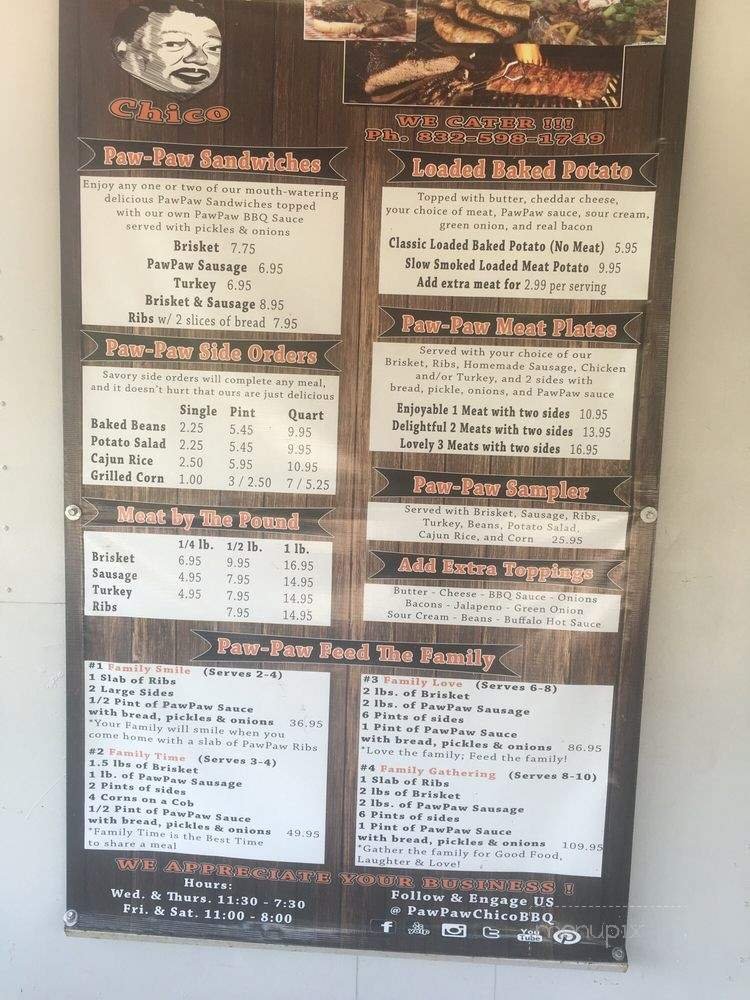 Chico
WE CATER !!!
Ph. 832-598-1749
Paw-Paw Sandwiches
Enjoy any one or two of our mouth-watering
delicious PawPaw Sandwiches topped
with our own PawPaw BBQ Sauce
served with pickles & onions
Brisket 7.75
PawPaw Sausage 6.95
Turkey 6.95
Brisket & Sausage 8.95
Ribs w/ 2 slices of bread 7.95
Paw-Paw Side Orders
Savory side orders will complete any meal,
and it doesn't hurt that ours are just delicious
Single Pint Quart
Baked Beans 2.25 5.45 9.95
Potato Salad 2.25 5.45 9.95
Cajun Rice 2.50 5.95 10.95
Grilled Corn 1.00 3 / 2.50 7 / 5.25
Meat by The Pound
1/4 lb. 1/2 lb. 1 lb.
Brisket 6.95 9.95 16.95
Sausage 4.95 7.95 14.95
Turkey 4.95 7.95 14.95
Ribs 7.95 14.95
Loaded Baked Potato
Topped with butter, cheddar cheese,
your choice of meat, PawPaw sauce, sour cream,
green onion, and real bacon
Classic Loaded Baked Potato (No Meat) 5.95
Slow Smoked Loaded Meat Potato 9.95
Add extra meat for 2.99 per serving
Paw-Paw Meat Plates
Served with your choice of our
Brisket, Ribs, Homemade Sausage, Chicken
and/or Turkey, and 2 sides with
bread, pickle, onions, and PawPaw sauce
Enjoyable 1 Meat with two sides 10.95
Delightful 2 Meats with two sides 13.95
Lovely 3 Meats with two sides 16.95
Paw-Paw Sampler
Served with Brisket, Sausage, Ribs,
Turkey, Beans, Potato Salad,
Cajun Rice, and Corn 25.95
Add Extra Toppings
Butter - Cheese - BBQ Sauce - Onions
Bacons - Jalapeno - Green Onion
Sour Cream - Beans - Buffalo Hot Sauce
Paw-Paw Feed The Family
#1 Family Smile (Serves 2-4)
1 Slab of Ribs
2 Large Sides
1/2 Pint of PawPaw Sauce
with bread, pickles & onions 36.95
*Your Family will smile when you
come home with a slab of PawPaw Ribs
#2 Family Time (Serves 3-4)
1.5 lbs of Brisket
1 lb. of PawPaw Sausage
2 Pints of sides
4 Corns on a Cob
1/2 Pint of PawPaw Sauce
with bread, pickles & onions 49.95
*Family Time is the Best Time
to share a meal
#3 Family Love (Serves 6-8)
2 lbs. of Brisket
2 lbs. of PawPaw Sausage
6 Pints of sides
1 Pint of PawPaw Sauce
with bread, pickles & onions 86.95
*Love the family; Feed the family!
#4 Family Gathering (Serves 8-10)
1 Slab of Ribs
2 lbs of Brisket
2 lbs. of PawPaw Sausage
6 Pints of sides
1 Pint of PawPaw Sauce
with bread, pickles & onions 109.95
*Gather the family for Good Food,
Laughter & Love!
WE APPRECIATE YOUR BUSINESS !
Hours:
Wed. & Thurs. 11:30 - 7:30
Fri. & Sat. 11:00 - 8:00
Follow & Engage US
@ PawPawChicoBBQ
f yelp You Tube
menupix